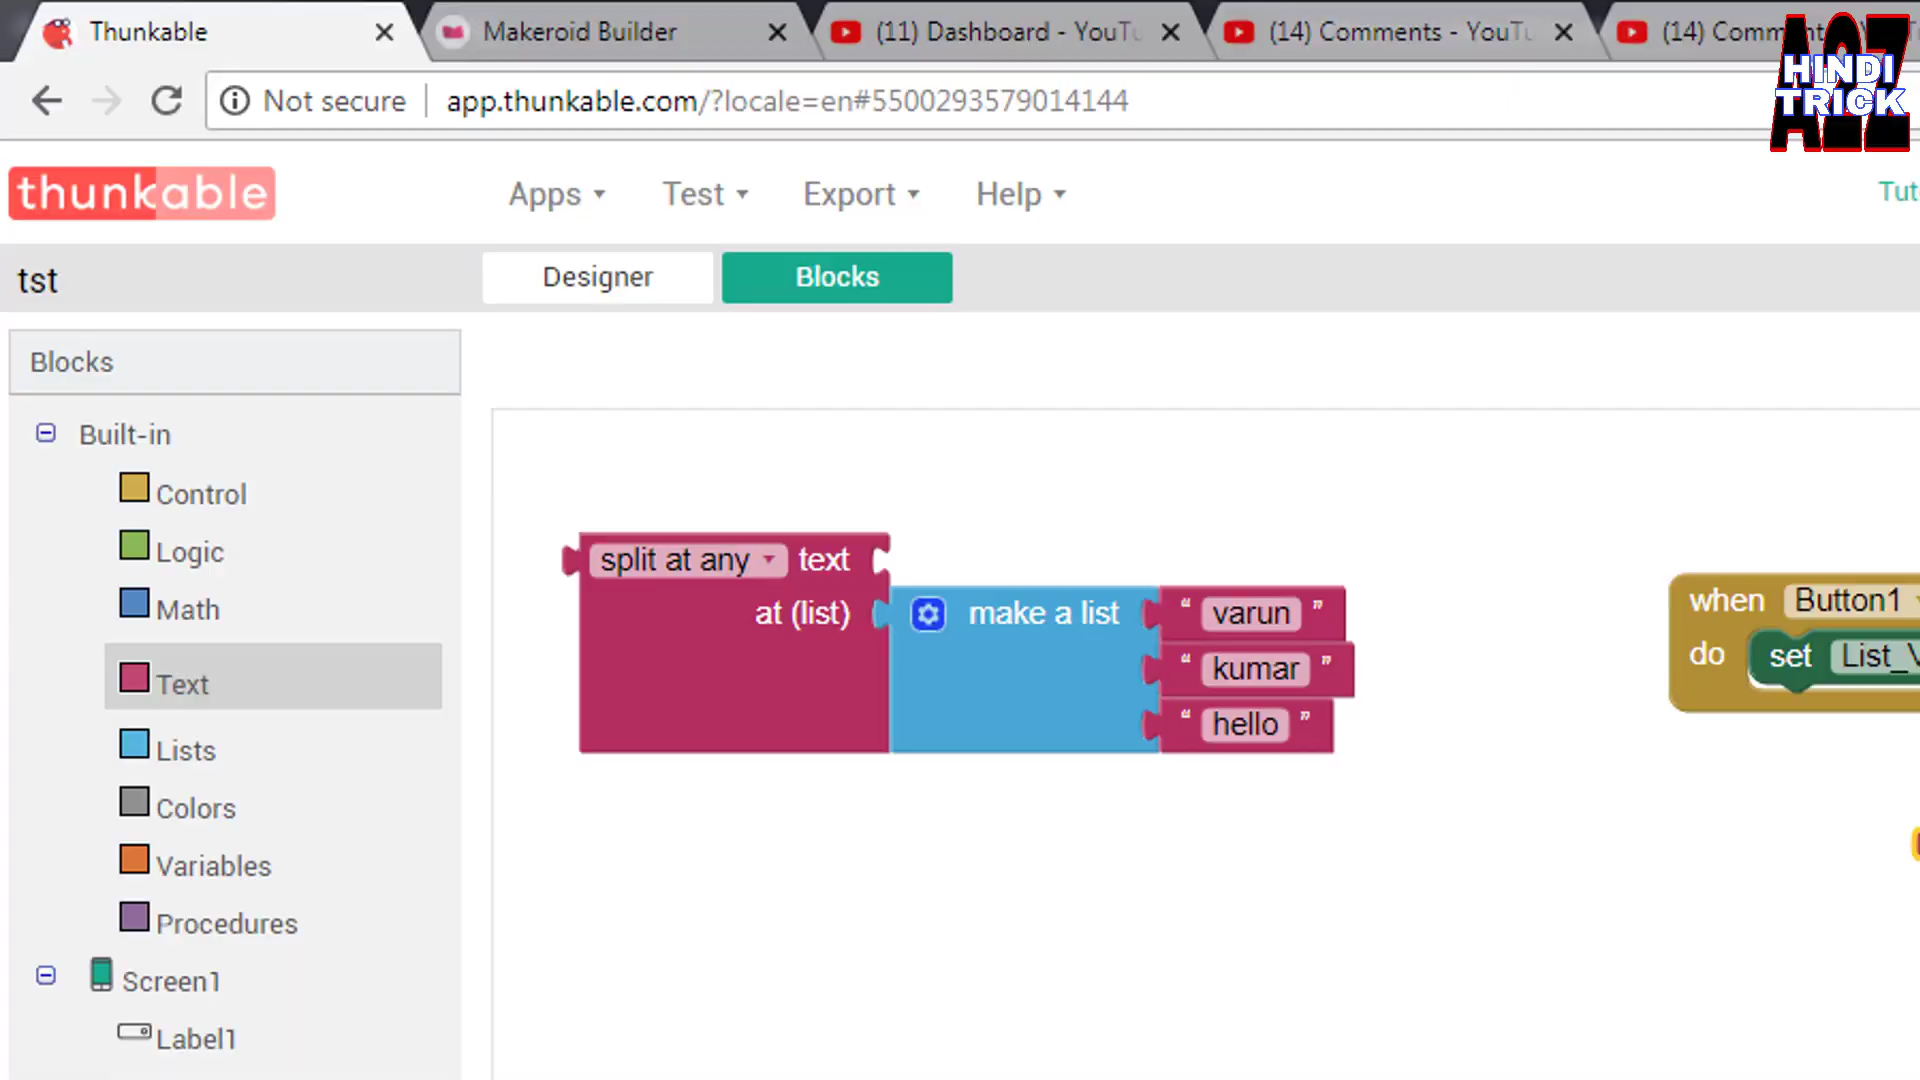 Thunkable
Makeroid Builder
(11) Dashboard - YouTu
(14) Comments - YouTu
(14) Comment
A2Z
HINDI
TRICK
Not secure
app.thunkable.com/?locale=en#5500293579014144
thunkable
Apps
Test
Export
Help
Tut
tst
Designer
Blocks
Blocks
Built-in
Control
Logic
Math
Text
Lists
Colors
Variables
Procedures
Screen1
Label1
split at any text
at (list)
make a list
“ varun ”
“ kumar ”
“ hello ”
when Button1
do set List_V